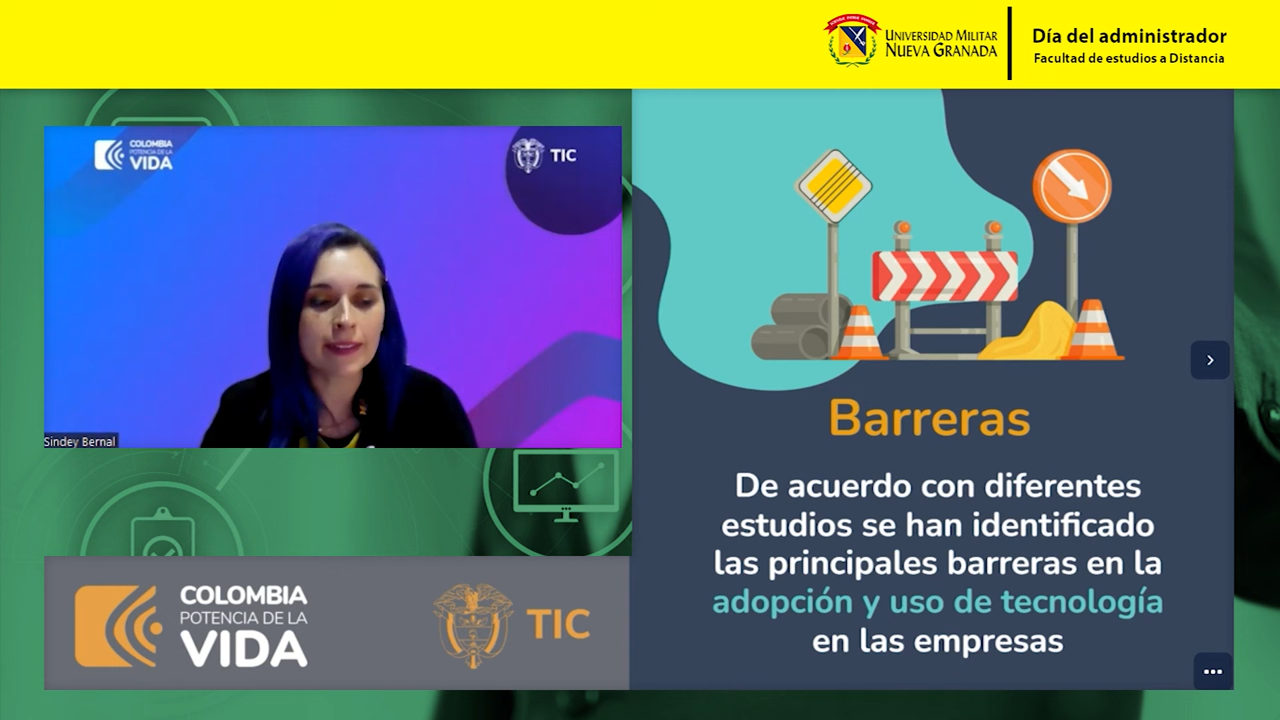 UNIVERSIDAD MILITAR
NUEVA GRANADA
Día del administrador
Facultad de estudios a Distancia
COLOMBIA
POTENCIA DE LA
VIDA
TIC
Sindey Bernal
Barreras
De acuerdo con diferentes
estudios se han identificado
las principales barreras en la
adopción y uso de tecnología
en las empresas
COLOMBIA
POTENCIA DE LA
VIDA
TIC